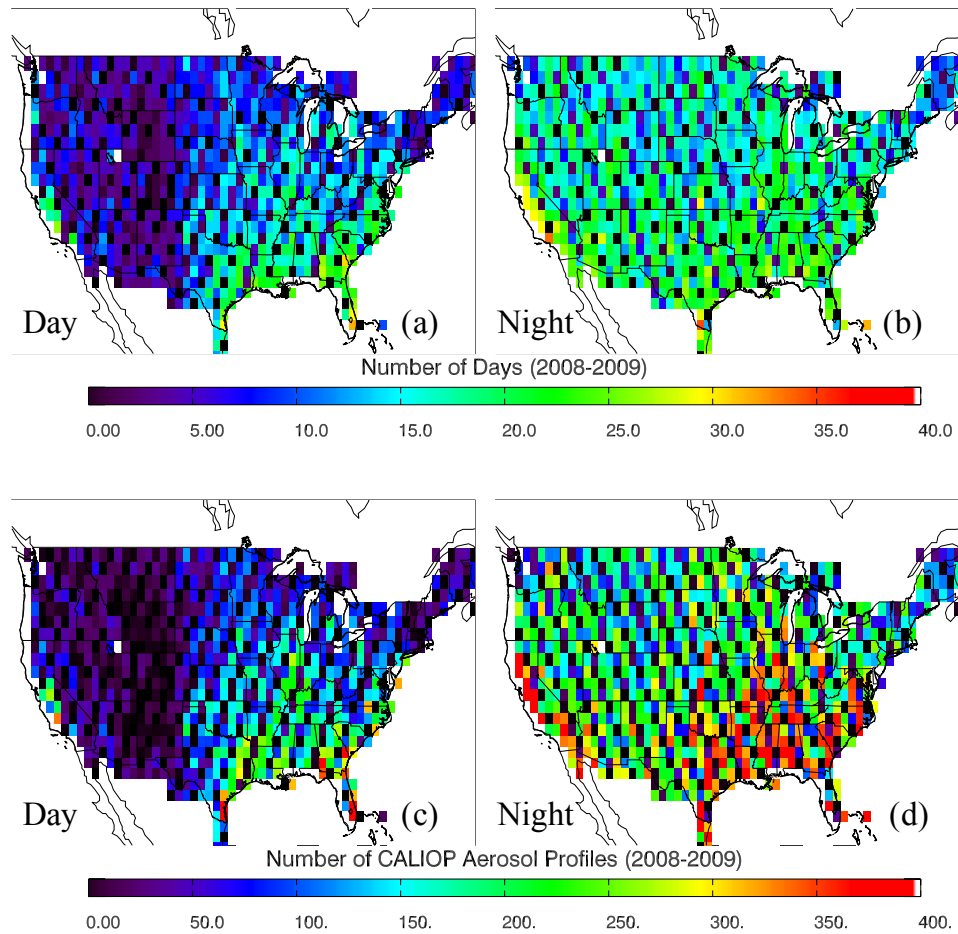 Day (a) Night (b)
Number of Days (2008-2009)
0.00 5.00 10.0 15.0 20.0 25.0 30.0 35.0 40.0
Day (c) Night (d)
Number of CALIOP Aerosol Profiles (2008-2009)
0.00 50. 100. 150. 200. 250. 300. 350. 400.